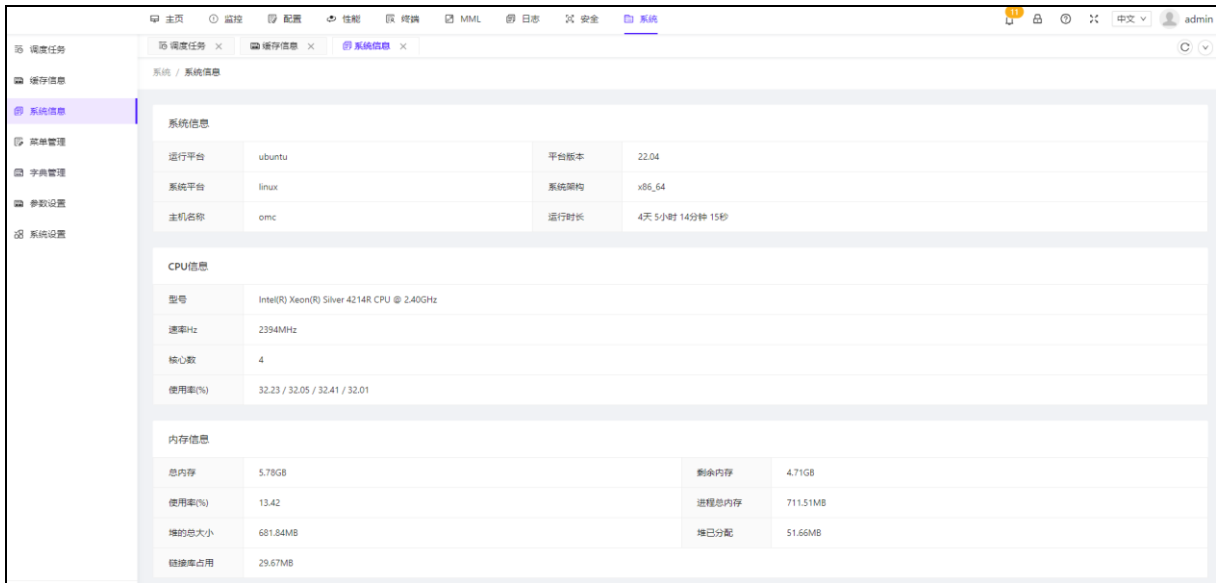 主页 监控 配置 性能 终端 MML 日志 安全 系统 11 中文 admin
调度任务 缓存信息 系统信息
系统 / 系统信息
调度任务
缓存信息
系统信息
菜单管理
字典管理
参数设置
系统设置
系统信息
运行平台 ubuntu 平台版本 22.04
系统平台 linux 系统架构 x86_64
主机名称 omc 运行时长 4天 5小时 14分钟 15秒
CPU信息
型号 Intel(R) Xeon(R) Silver 4214R CPU @ 2.40GHz
速率Hz 2394MHz
核心数 4
使用率(%) 32.23 / 32.05 / 32.41 / 32.01
内存信息
总内存 5.78GB 剩余内存 4.71GB
使用率(%) 13.42 进程总内存 711.51MB
堆的总大小 681.84MB 堆已分配 51.66MB
链接库占用 29.67MB